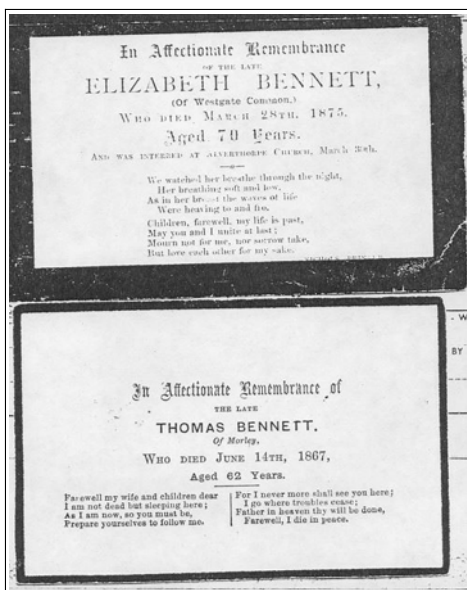 In Affectionate Remembrance
OF THE LATE
ELIZABETH BENNETT,
(Of Westgate Common,)
WHO DIED, MARCH 28TH, 1875.
Aged 70 Years.
AND WAS INTERRED AT ALVERTHORPE CHURCH, March 30th.
We watched her breathe through the night,
Her breathing soft and low,
As in her breast the waves of life
Were heaving to and fro.
Children, farewell, my life is past,
May you and I unite at last;
Mourn not for me, nor sorrow take,
But love each other for my sake.
W
BY
In Affectionate Remembrance of
THE LATE
THOMAS BENNETT,
Of Morley,
WHO DIED JUNE 14TH, 1867,
Aged 62 Years.
Farewell my wife and children dear
I am not dead but sleeping here;
As I am now, so you must be,
Prepare yourselves to follow me.
For I never more shall see you here;
I go where troubles cease;
Father in heaven thy will be done,
Farewell, I die in peace.